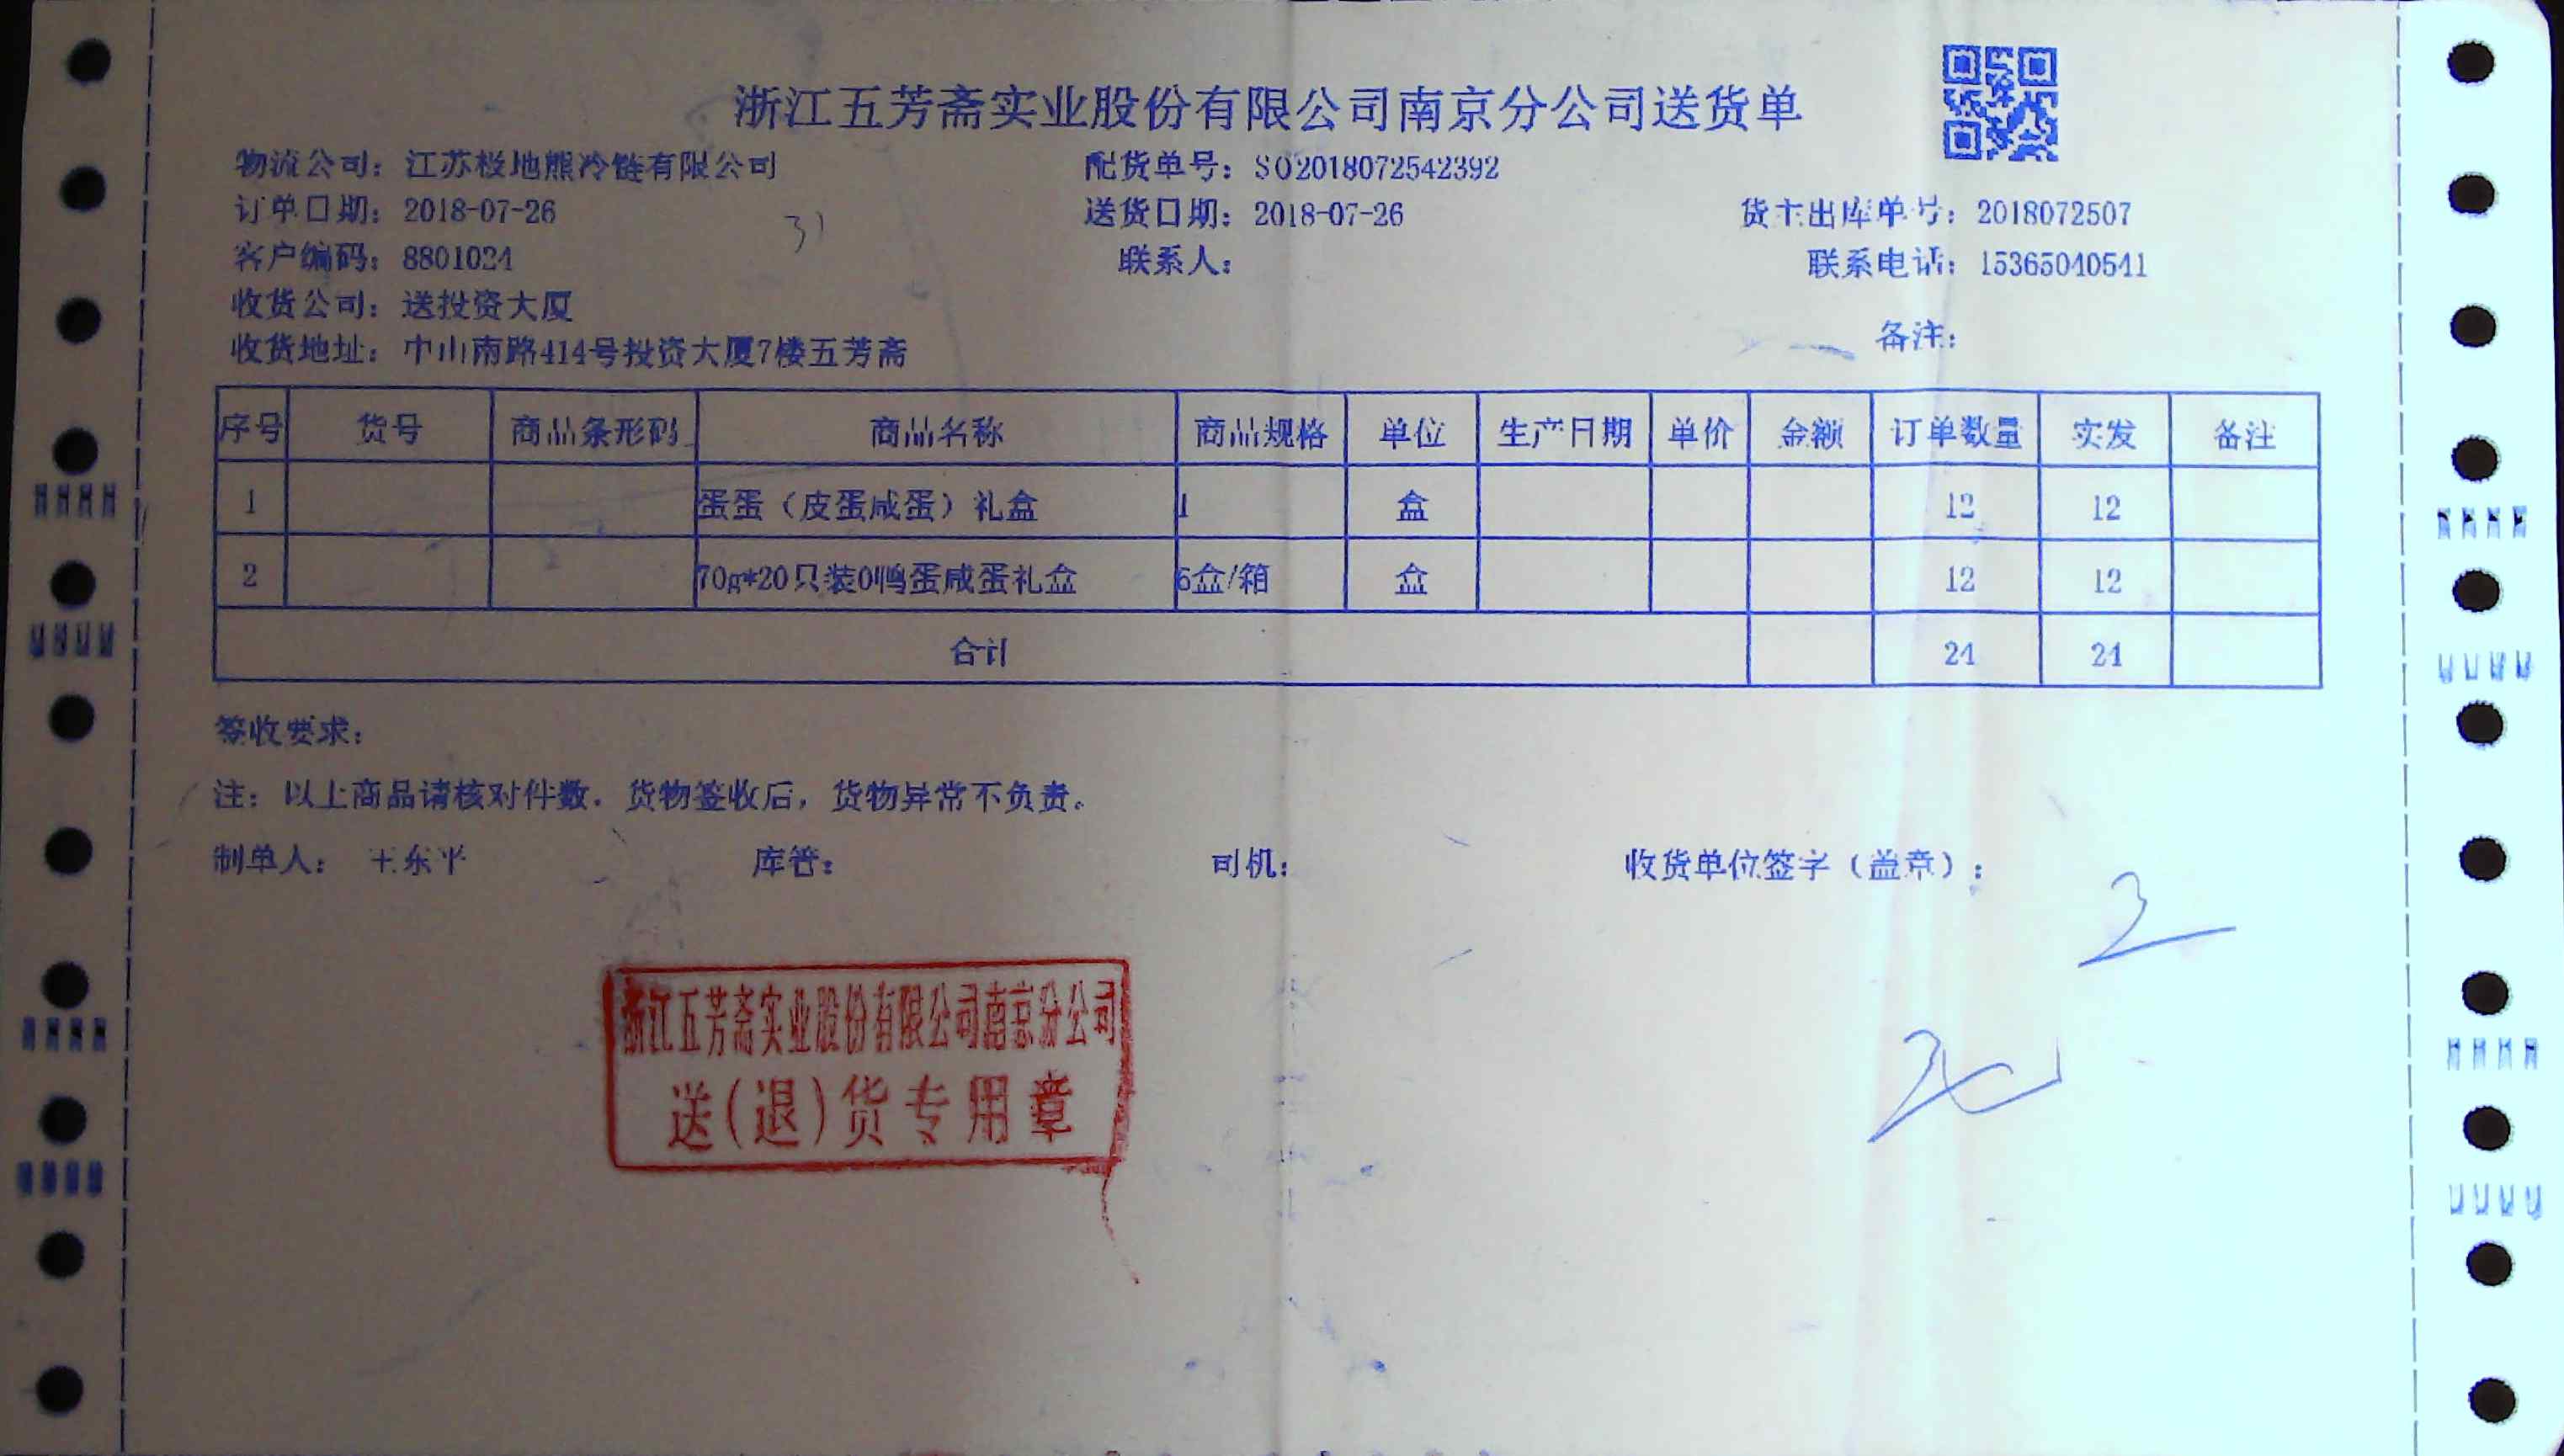 浙江五芳斋实业股份有限公司南京分公司送货单
物流公司：江苏极地熊冷链有限公司 配货单号：SO2018072542392
订单日期：2018-07-26 送货日期：2018-07-26 货主出库单号：2018072507
31
客户编码：8801024 联系人： 联系电话：15365040541
收货公司：送投资大厦
收货地址：中山南路414号投资大厦7楼五芳斋 备注：
序号 货号 商品条形码 商品名称 商品规格 单位 生产日期 单价 金额 订单数量 实发 备注
1 蛋蛋（皮蛋咸蛋）礼盒 1 盒 12 12
2 70g*20只装0鸭蛋咸蛋礼盒 6盒/箱 盒 12 12
合计 24 24
签收要求：
注：以上商品请核对件数．货物签收后，货物异常不负责。
制单人： 王东平 库管： 司机： 收货单位签字（盖章）：
浙江五芳斋实业股份有限公司南京分公司
送(退)货专用章